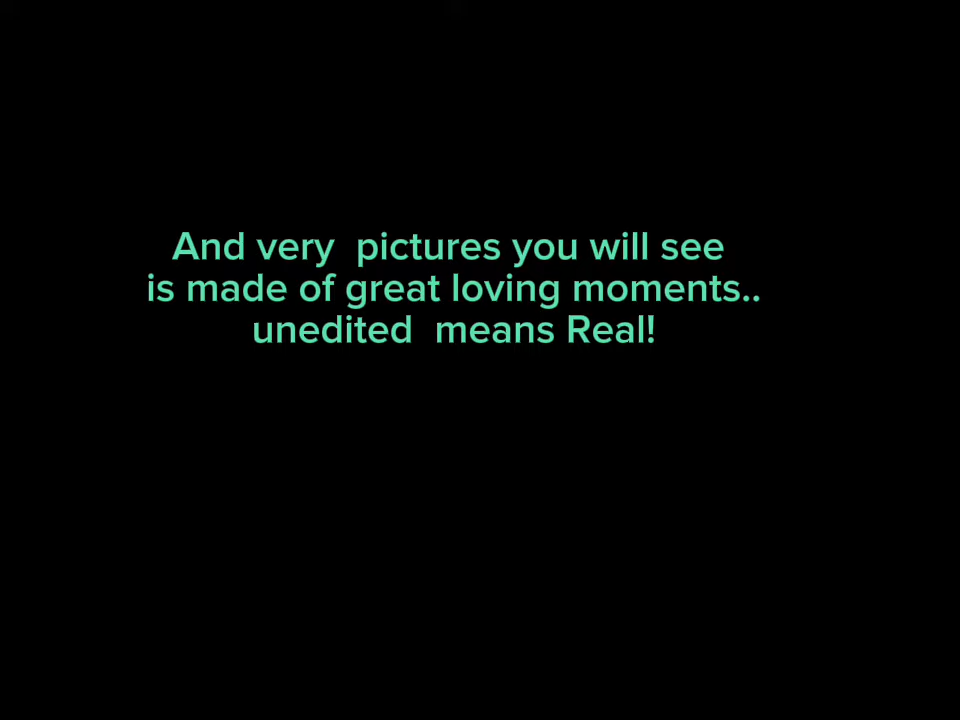 And very  pictures you will see
is made of great loving moments..
unedited  means Real!